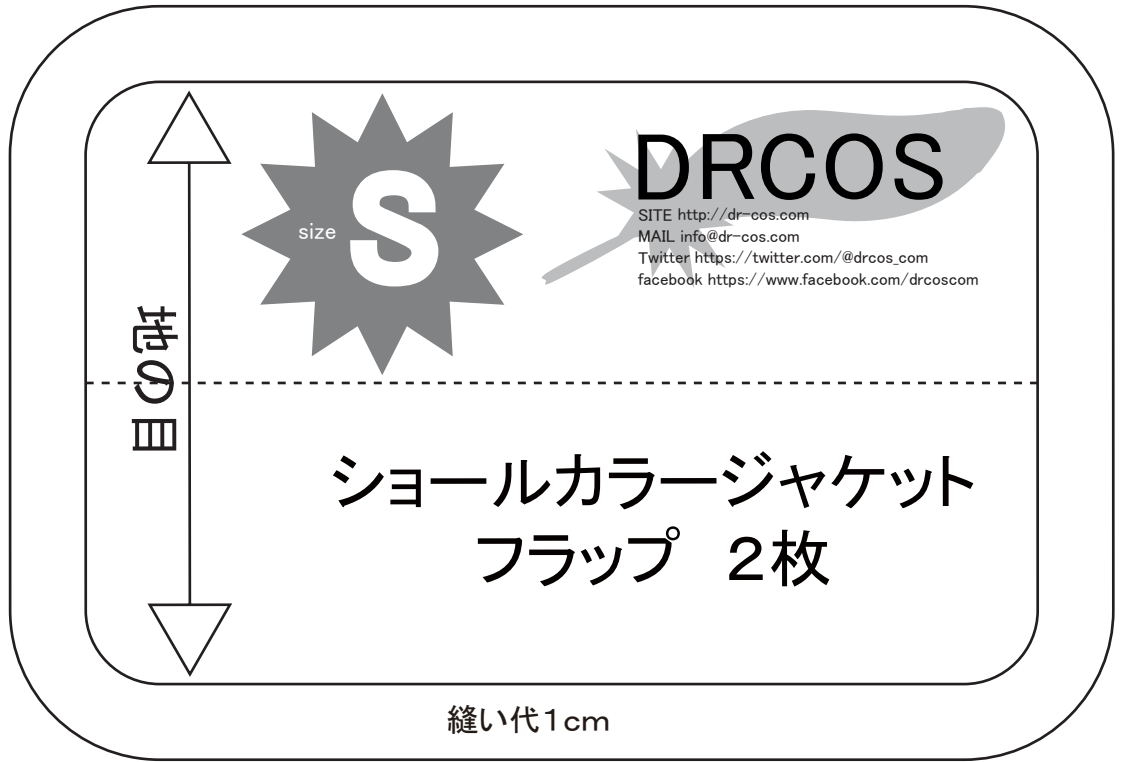 size S
DRCOS
SITE http://dr-cos.com
MAIL info@dr-cos.com
Twitter https://twitter.com/@drcos_com
facebook https://www.facebook.com/drcoscom
地の目
ショールカラージャケット
フラップ　２枚
縫い代1cm